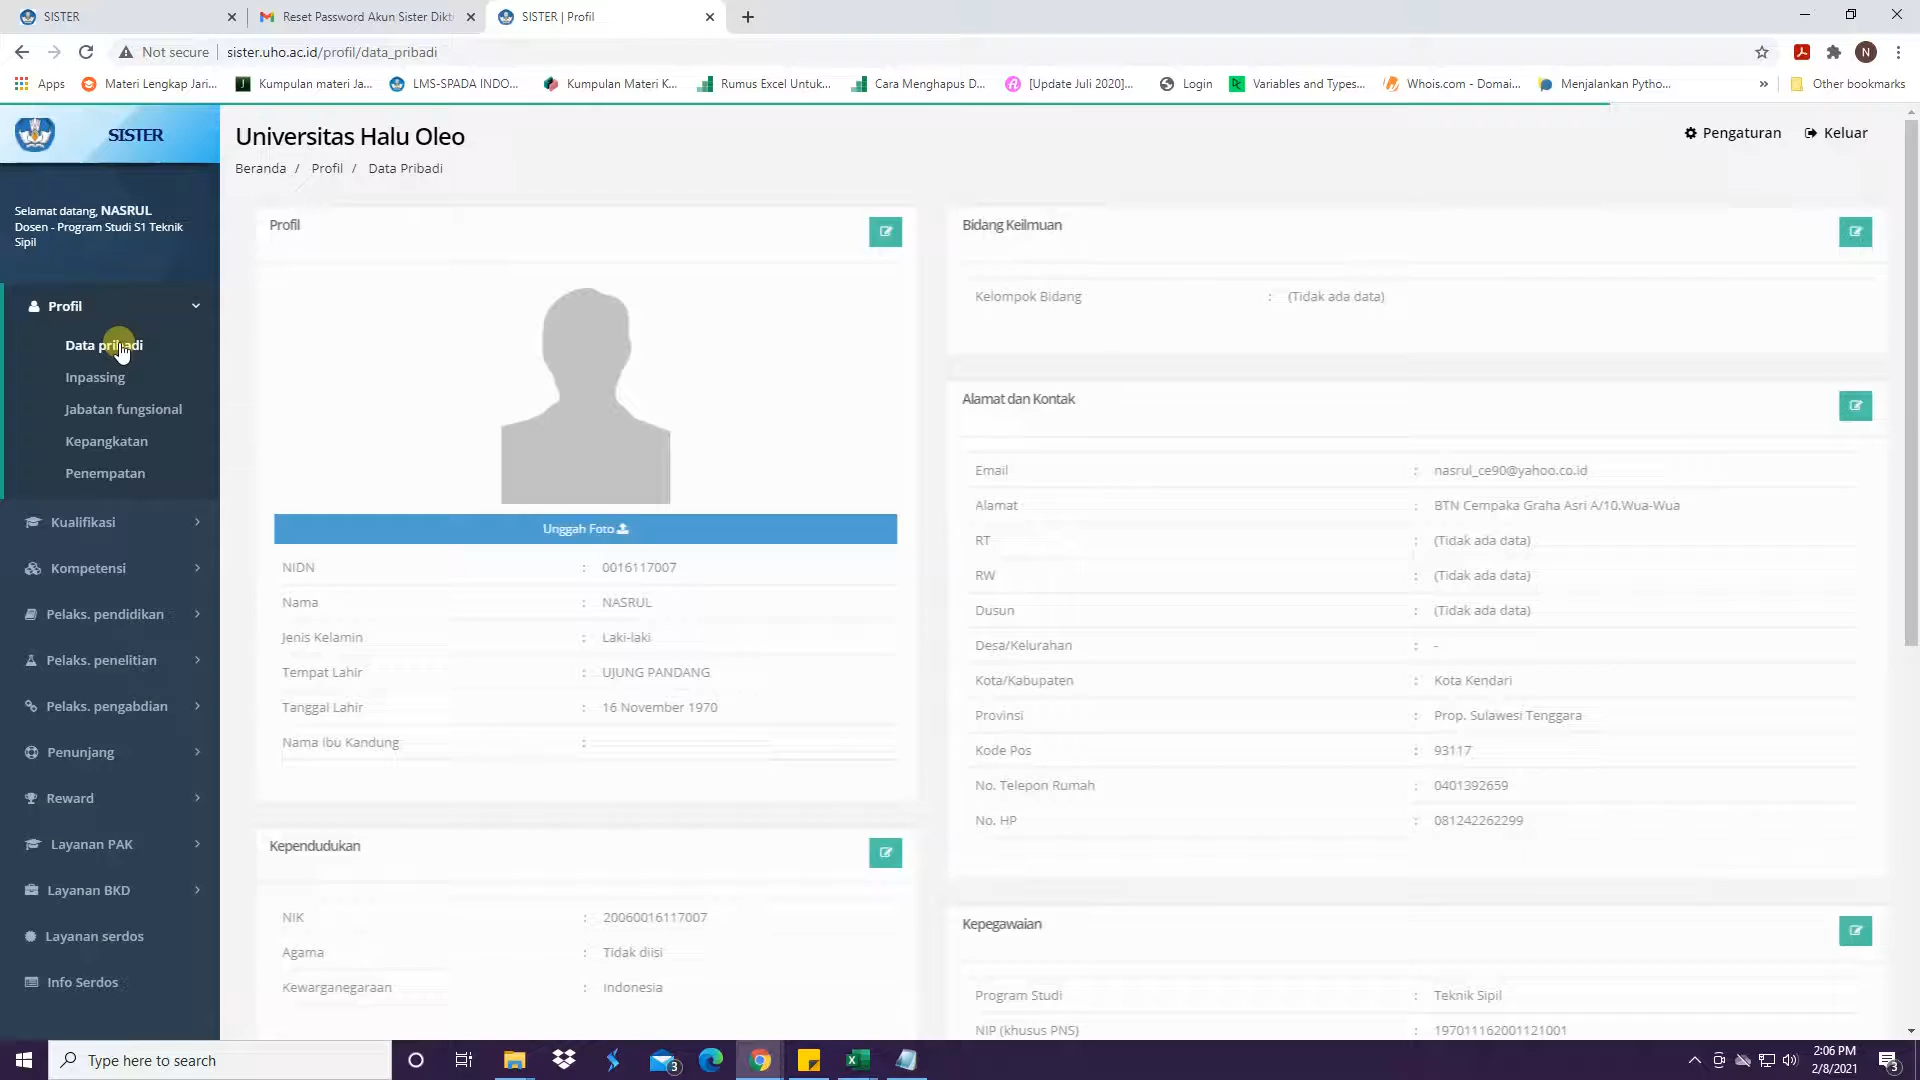 SISTER
Reset Password Akun Sister Dikt
SISTER | Profil
Not secure
sister.uho.ac.id/profil/data_pribadi
N
Apps
Materi Lengkap Jari...
Kumpulan materi Ja...
LMS-SPADA INDO...
Kumpulan Materi K...
Rumus Excel Untuk...
Cara Menghapus D...
[Update Juli 2020]...
Login
Variables and Types...
Whois.com - Domai...
Menjalankan Pytho...
»
Other bookmarks
SISTER
Selamat datang, NASRUL
Dosen - Program Studi S1 Teknik
Sipil
Profil
Data pribadi
Inpassing
Jabatan fungsional
Kepangkatan
Penempatan
Kualifikasi
Kompetensi
Pelaks. pendidikan
Pelaks. penelitian
Pelaks. pengabdian
Penunjang
Reward
Layanan PAK
Layanan BKD
Layanan serdos
Info Serdos
Universitas Halu Oleo
Pengaturan
Keluar
Beranda / Profil / Data Pribadi
Profil
Unggah Foto
NIDN : 0016117007
Nama : NASRUL
Jenis Kelamin : Laki-laki
Tempat Lahir : UJUNG PANDANG
Tanggal Lahir : 16 November 1970
Nama Ibu Kandung :
Kependudukan
NIK : 20060016117007
Agama : Tidak diisi
Kewarganegaraan : Indonesia
Bidang Keilmuan
Kelompok Bidang : (Tidak ada data)
Alamat dan Kontak
Email : nasrul_ce90@yahoo.co.id
Alamat : BTN Cempaka Graha Asri A/10.Wua-Wua
RT : (Tidak ada data)
RW : (Tidak ada data)
Dusun : (Tidak ada data)
Desa/Kelurahan : -
Kota/Kabupaten : Kota Kendari
Provinsi : Prop. Sulawesi Tenggara
Kode Pos : 93117
No. Telepon Rumah : 0401392659
No. HP : 081242262299
Kepegawaian
Program Studi : Teknik Sipil
NIP (khusus PNS) : 197011162001121001
Type here to search
3
2:06 PM
2/8/2021
3